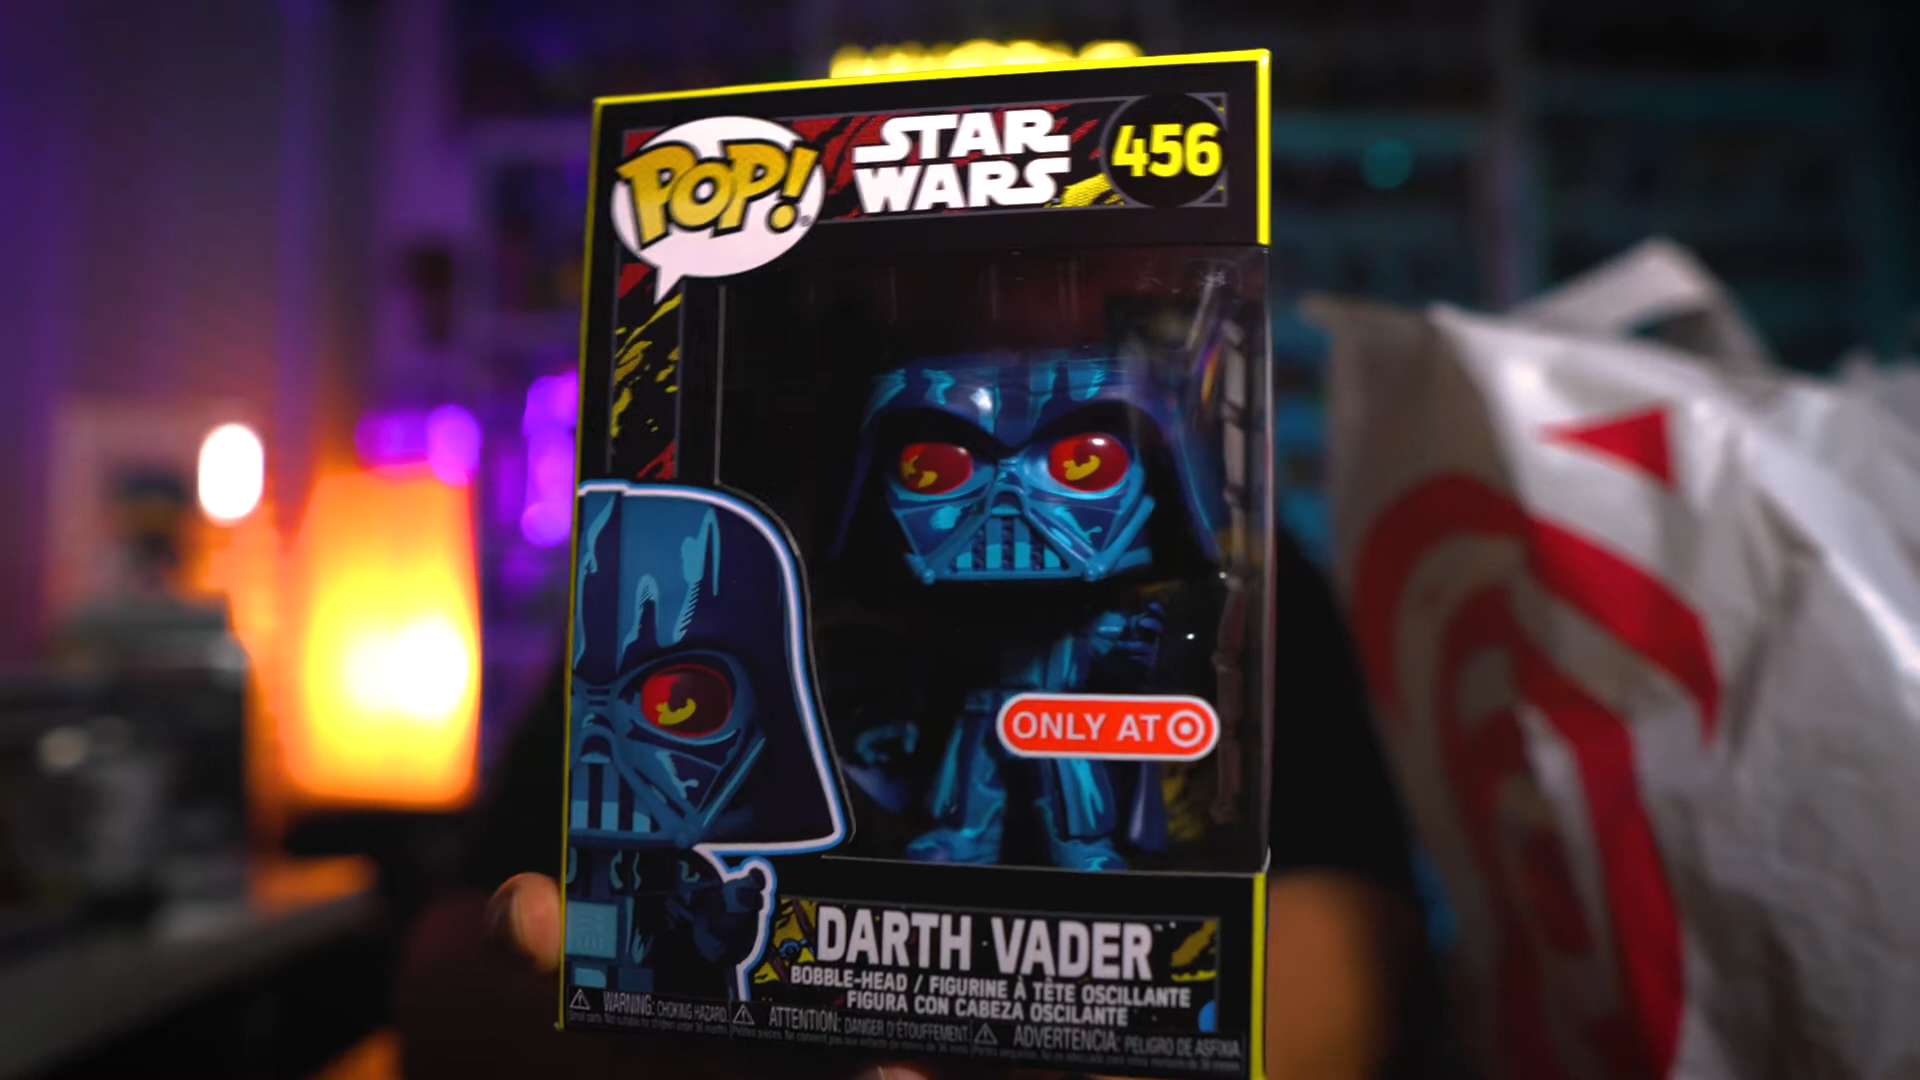 POP!
STAR
WARS
456
ONLY AT
DARTH VADER
BOBBLE-HEAD / FIGURINE À TÊTE OSCILLANTE
FIGURA CON CABEZA OSCILANTE
WARNING: CHOKING HAZARD.
ATTENTION: DANGER D'ÉTOUFFEMENT.
ADVERTENCIA: PELIGRO DE ASFIXIA.